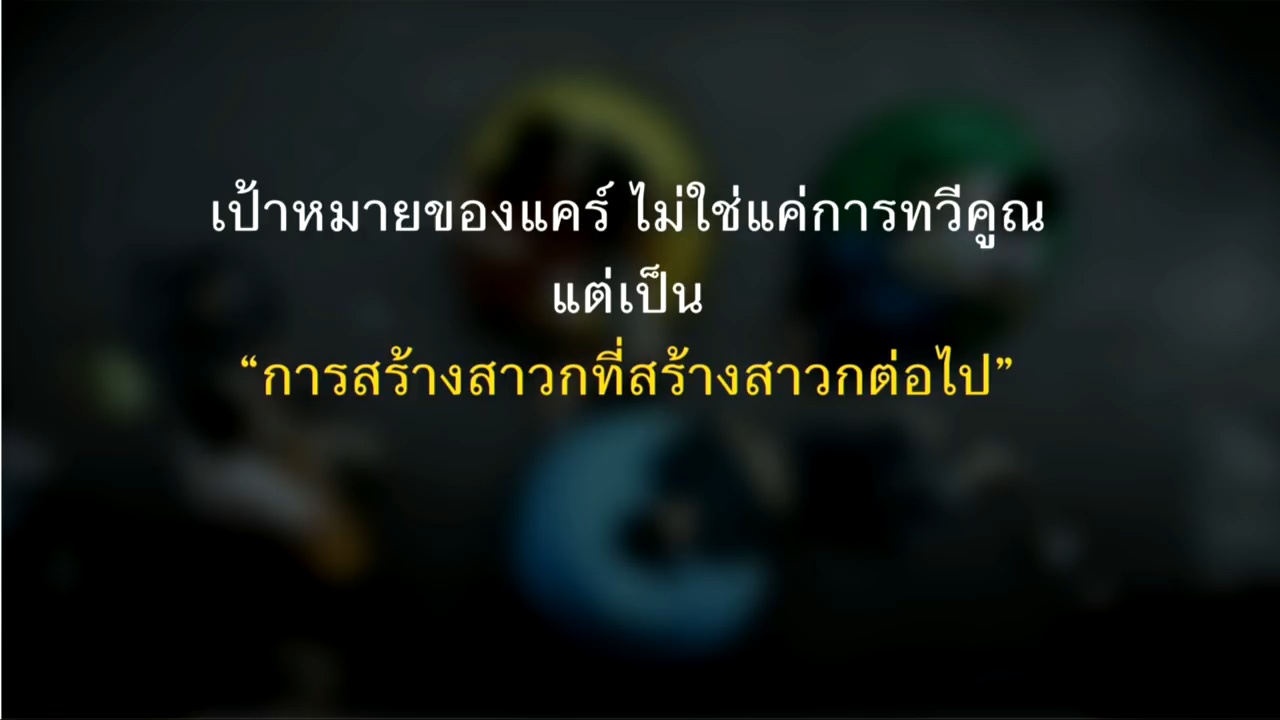 เป้าหมายของแคร์ ไม่ใช่แค่การทวีคูณ
แต่เป็น
“การสร้างสาวกที่สร้างสาวกต่อไป”